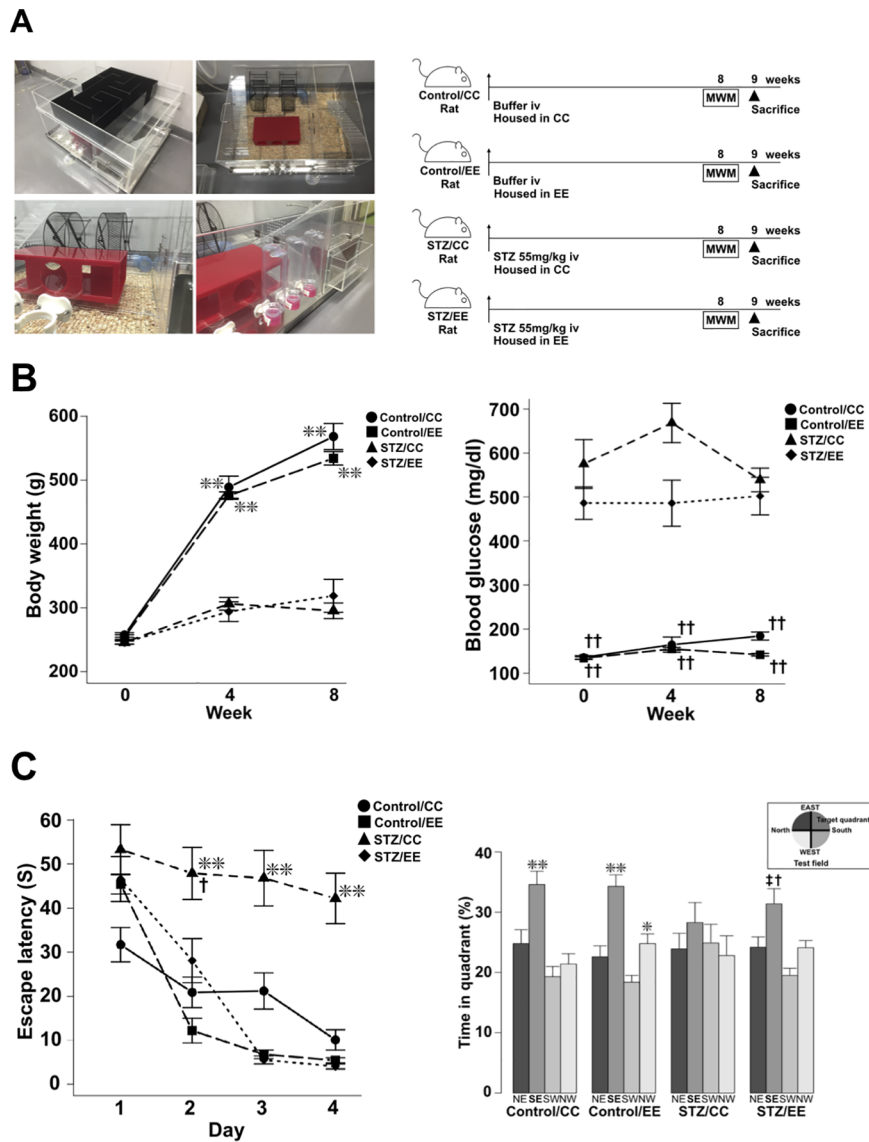 A
8 9 weeks
Control/CC
Rat
MWM
Buffer iv
Housed in CC
Sacrifice
8 9 weeks
Control/EE
Rat
MWM
Buffer iv
Housed in EE
Sacrifice
8 9 weeks
STZ/CC
Rat
MWM
STZ 55mg/kg iv
Housed in CC
Sacrifice
8 9 weeks
STZ/EE
Rat
MWM
STZ 55mg/kg iv
Housed in EE
Sacrifice
B
Body weight (g)
600
500
400
300
200
0 4 8
Week
**
**
**
**
Control/CC
Control/EE
STZ/CC
STZ/EE
Blood glucose (mg/dl)
700
600
500
400
300
200
100
0 4 8
Week
††
††
††
††
††
††
Control/CC
Control/EE
STZ/CC
STZ/EE
C
Escape latency (S)
60
50
40
30
20
10
0
1 2 3 4
Day
**
†
**
**
Control/CC
Control/EE
STZ/CC
STZ/EE
EAST
Target quadrant
North South
WEST
Test field
Time in quadrant (%)
40
30
20
10
0
**
**
*
‡†
NE SE SW NW NE SE SW NW NE SE SW NW NE SE SW NW
Control/CC Control/EE STZ/CC STZ/EE